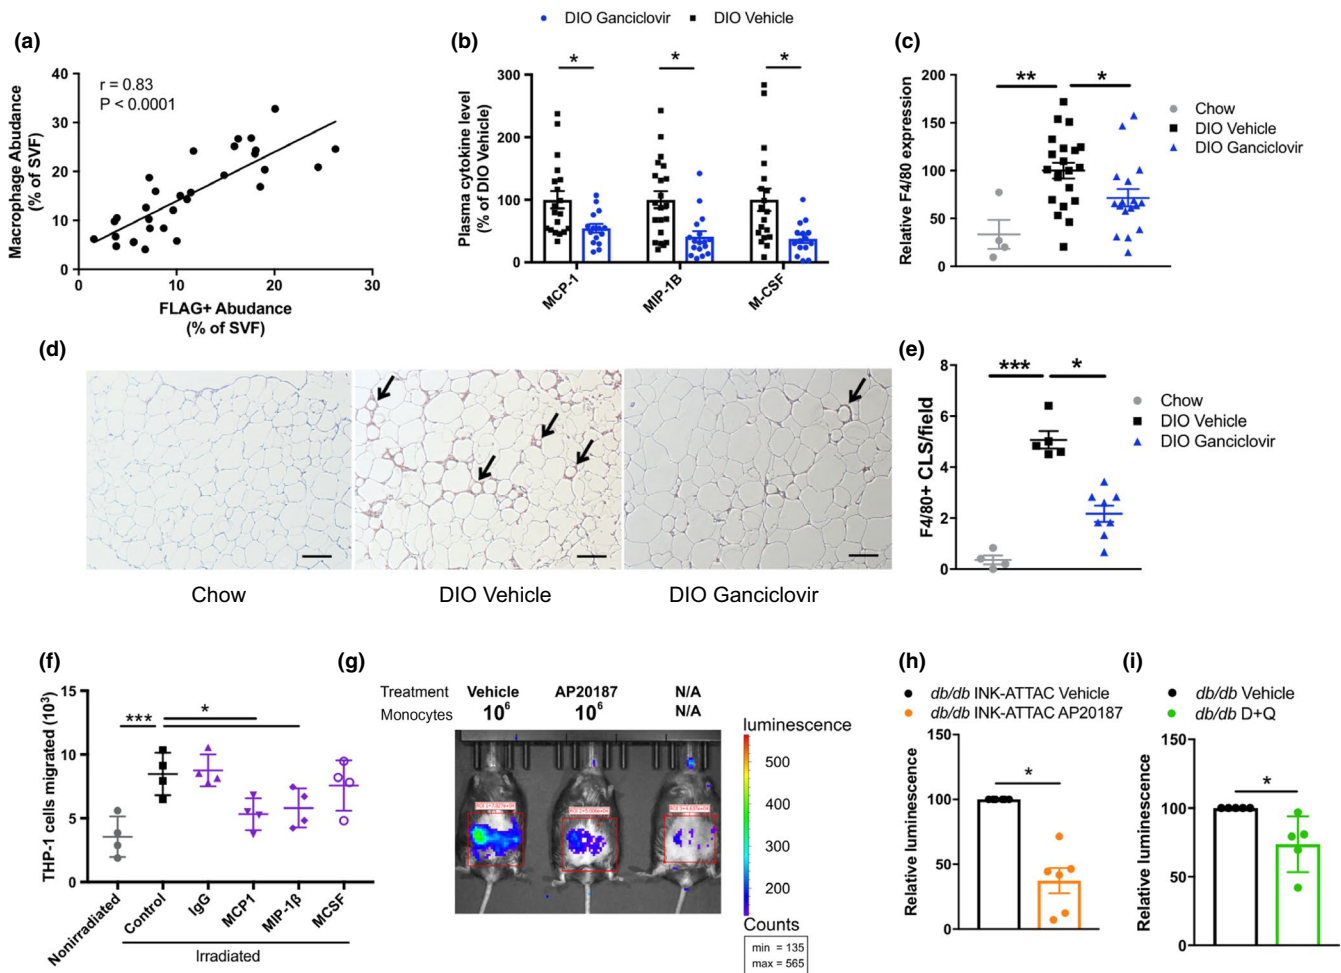 DIO Ganciclovir DIO Vehicle
(a)
r = 0.83
P < 0.0001
Macrophage Abudance
(% of SVF)
40
30
20
10
0
0 10 20 30
FLAG+ Abudance
(% of SVF)
(b)
Plasma cytokine level
(% of DIO Vehicle)
300
200
100
0
* * *
MCP-1 MIP-1B M-CSF
(c)
Relative F4/80 expression
200
150
100
50
0
** *
Chow
DIO Vehicle
DIO Ganciclovir
(d)
Chow DIO Vehicle DIO Ganciclovir
(e)
F4/80+ CLS/field
8
6
4
2
0
*** *
Chow
DIO Vehicle
DIO Ganciclovir
(f)
THP-1 cells migrated (10³)
15
10
5
0
*** *
Nonirradiated Control IgG MCP1 MIP-1β MCSF
Irradiated
(g)
Treatment Vehicle AP20187 N/A
Monocytes 10⁶ 10⁶ N/A
luminescence
500
400
300
200
Counts
min = 135
max = 565
(h)
db/db INK-ATTAC Vehicle
db/db INK-ATTAC AP20187
Relative luminescence
150
100
50
0
*
(i)
db/db Vehicle
db/db D+Q
Relative luminescence
150
100
50
0
*